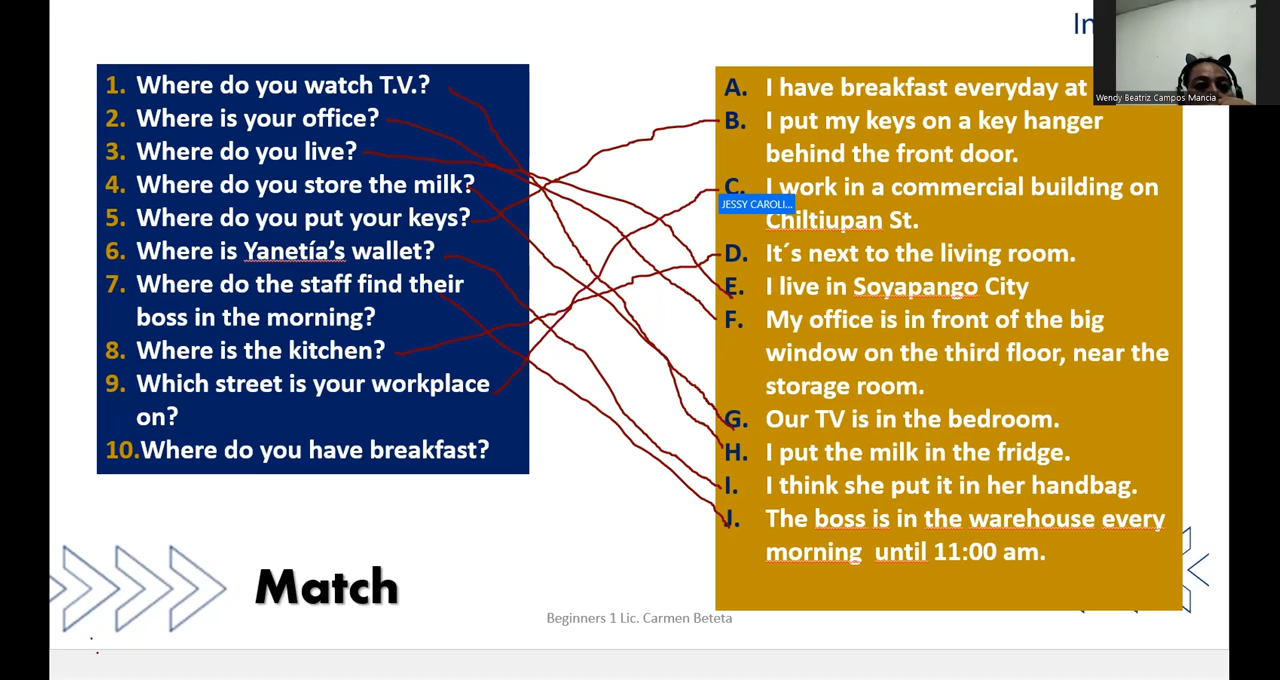 In
Wendy Beatriz Campos Mancia
1. Where do you watch T.V.?
2. Where is your office?
3. Where do you live?
4. Where do you store the milk?
5. Where do you put your keys?
6. Where is Yanetía's wallet?
7. Where do the staff find their
boss in the morning?
8. Where is the kitchen?
9. Which street is your workplace
on?
10.Where do you have breakfast?
A. I have breakfast everyday at
B. I put my keys on a key hanger
behind the front door.
C. I work in a commercial building on
JESSY CAROLI...
Chiltiupan St.
D. It´s next to the living room.
E. I live in Soyapango City
F. My office is in front of the big
window on the third floor, near the
storage room.
G. Our TV is in the bedroom.
H. I put the milk in the fridge.
I. I think she put it in her handbag.
J. The boss is in the warehouse every
morning until 11:00 am.
Match
Beginners 1 Lic. Carmen Beteta